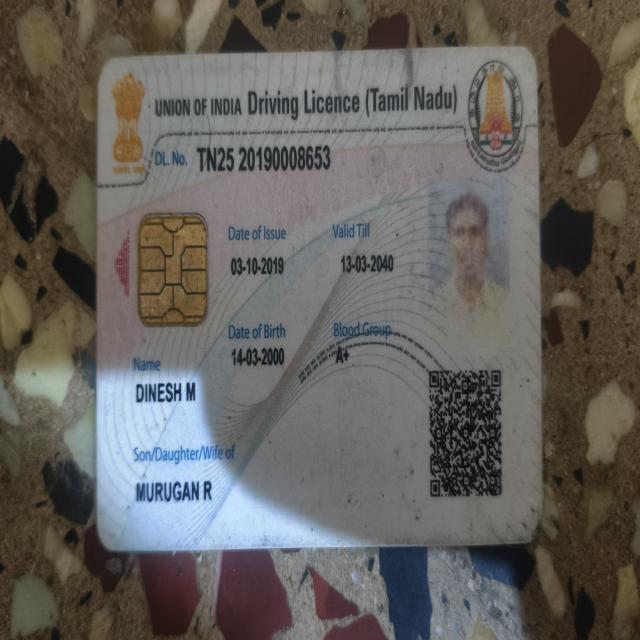 UNION OF INDIA Driving Licence (Tamil Nadu)
DL. No. TN25 20190008653
Date of Issue Valid Till
03-10-2019 13-03-2040
Date of Birth Blood Group
14-03-2000 A+
Name
DINESH M
Son/Daughter/Wife of
MURUGAN R